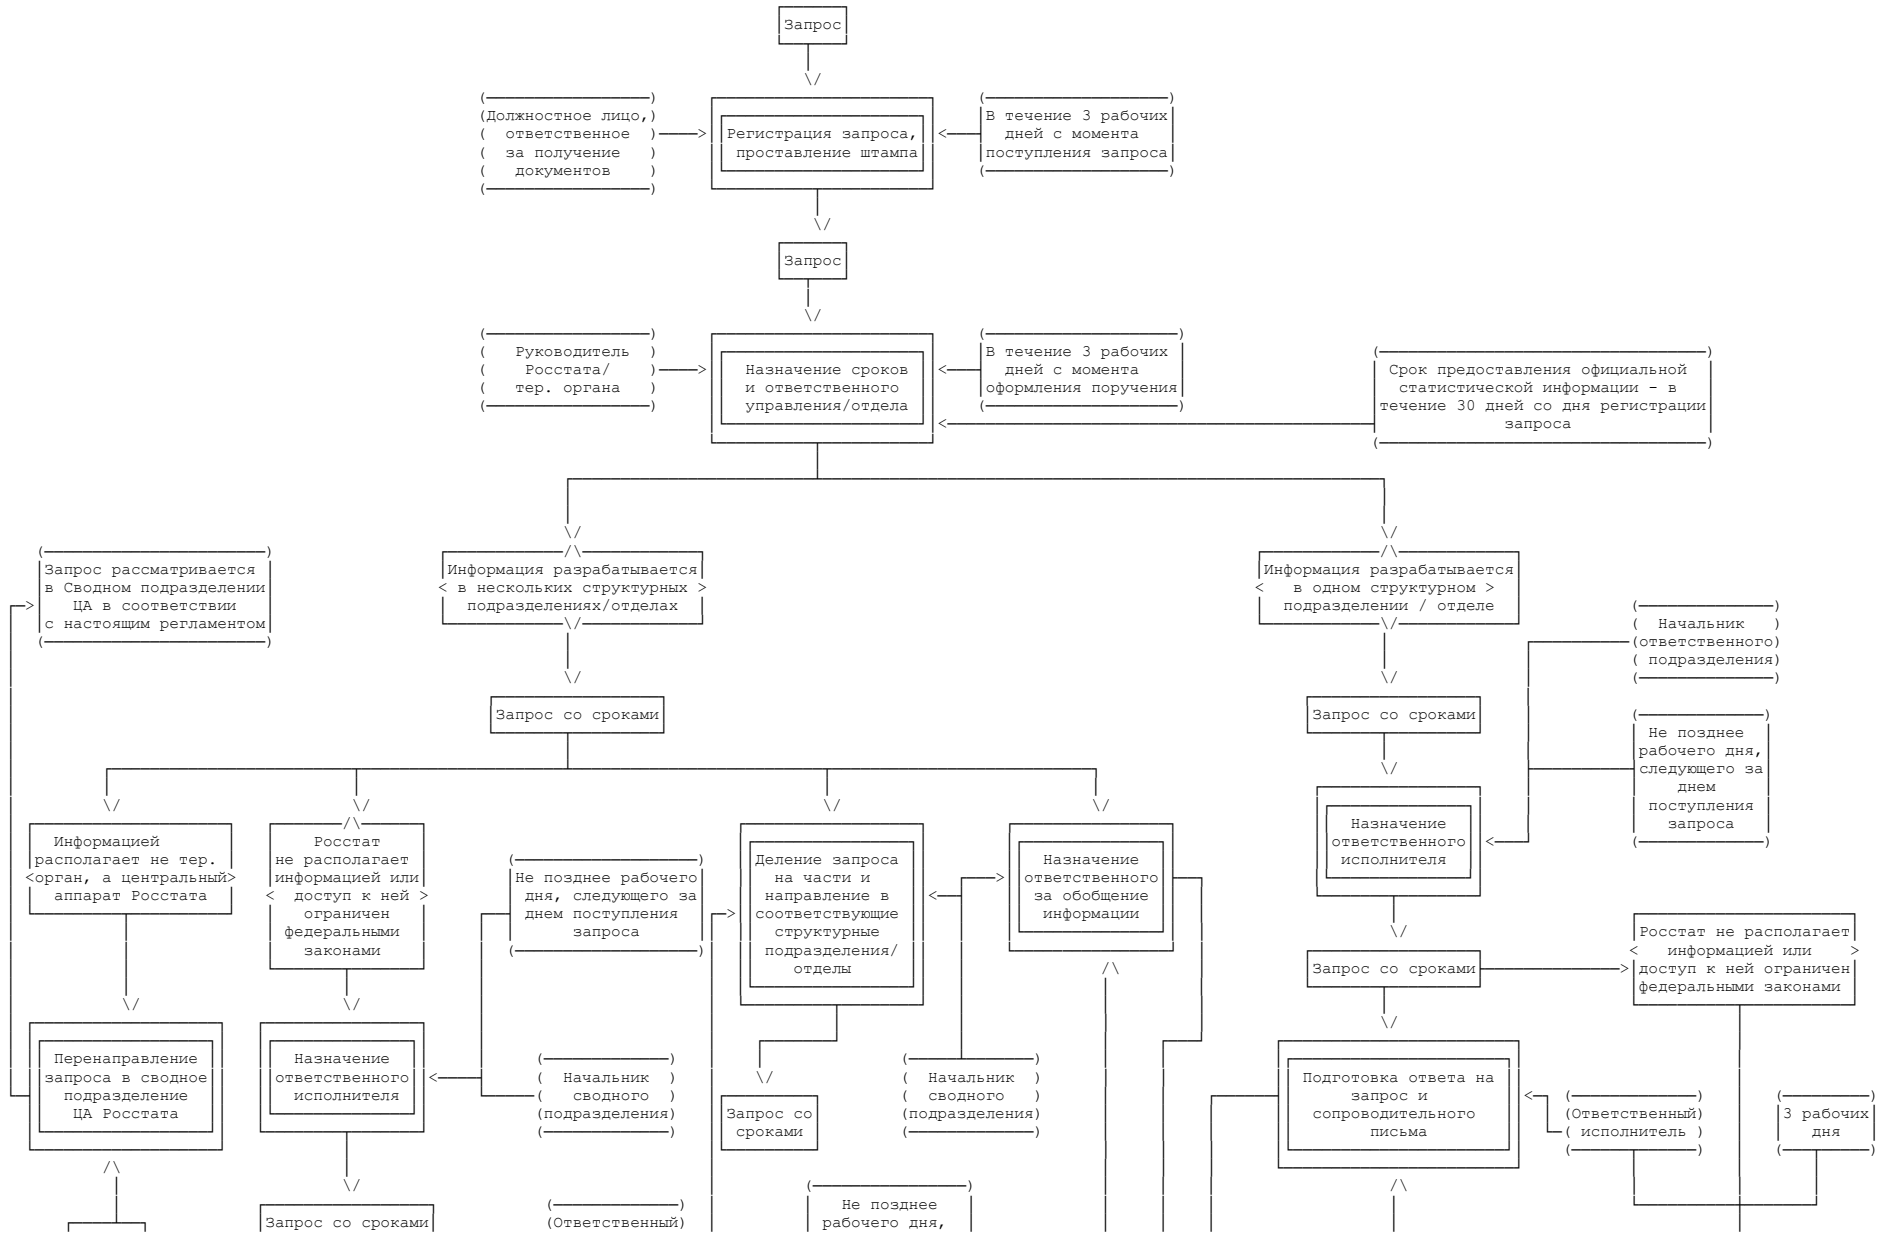 Запрос
(Должностное лицо,)
( ответственное )
( за получение )
( документов )
Регистрация запроса,
проставление штампа
В течение 3 рабочих
дней с момента
поступления запроса
Запрос
( Руководитель )
( Росстата/ )
( тер. органа )
Назначение сроков
и ответственного
управления/отдела
В течение 3 рабочих
дней с момента
оформления поручения
Срок предоставления официальной
статистической информации - в
течение 30 дней со дня регистрации
запроса
Запрос рассматривается
в Сводном подразделении
ЦА в соответствии
с настоящим регламентом
Информация разрабатывается
< в нескольких структурных >
подразделениях/отделах
Информация разрабатывается
< в одном структурном >
подразделении / отделе
( Начальник )
(ответственного)
( подразделения)
Запрос со сроками
Запрос со сроками
Не позднее
рабочего дня,
следующего за
днем
поступления
запроса
Информацией
располагает не тер.
<орган, а центральный>
аппарат Росстата
Росстат
не располагает
информацией или
< доступ к ней >
ограничен
федеральными
законами
Не позднее рабочего
дня, следующего за
днем поступления
запроса
Деление запроса
на части и
направление в
соответствующие
структурные
подразделения/
отделы
Назначение
ответственного
за обобщение
информации
Назначение
ответственного
исполнителя
Запрос со сроками
Росстат не располагает
< информацией или >
доступ к ней ограничен
федеральными законами
Перенаправление
запроса в сводное
подразделение
ЦА Росстата
Назначение
ответственного
исполнителя
( Начальник )
( сводного )
(подразделения)
Запрос со
сроками
( Начальник )
( сводного )
(подразделения)
Подготовка ответа на
запрос и
сопроводительного
письма
(Ответственный)
( исполнитель )
3 рабочих
дня
Запрос со сроками
(Ответственный)
Не позднее
рабочего дня,